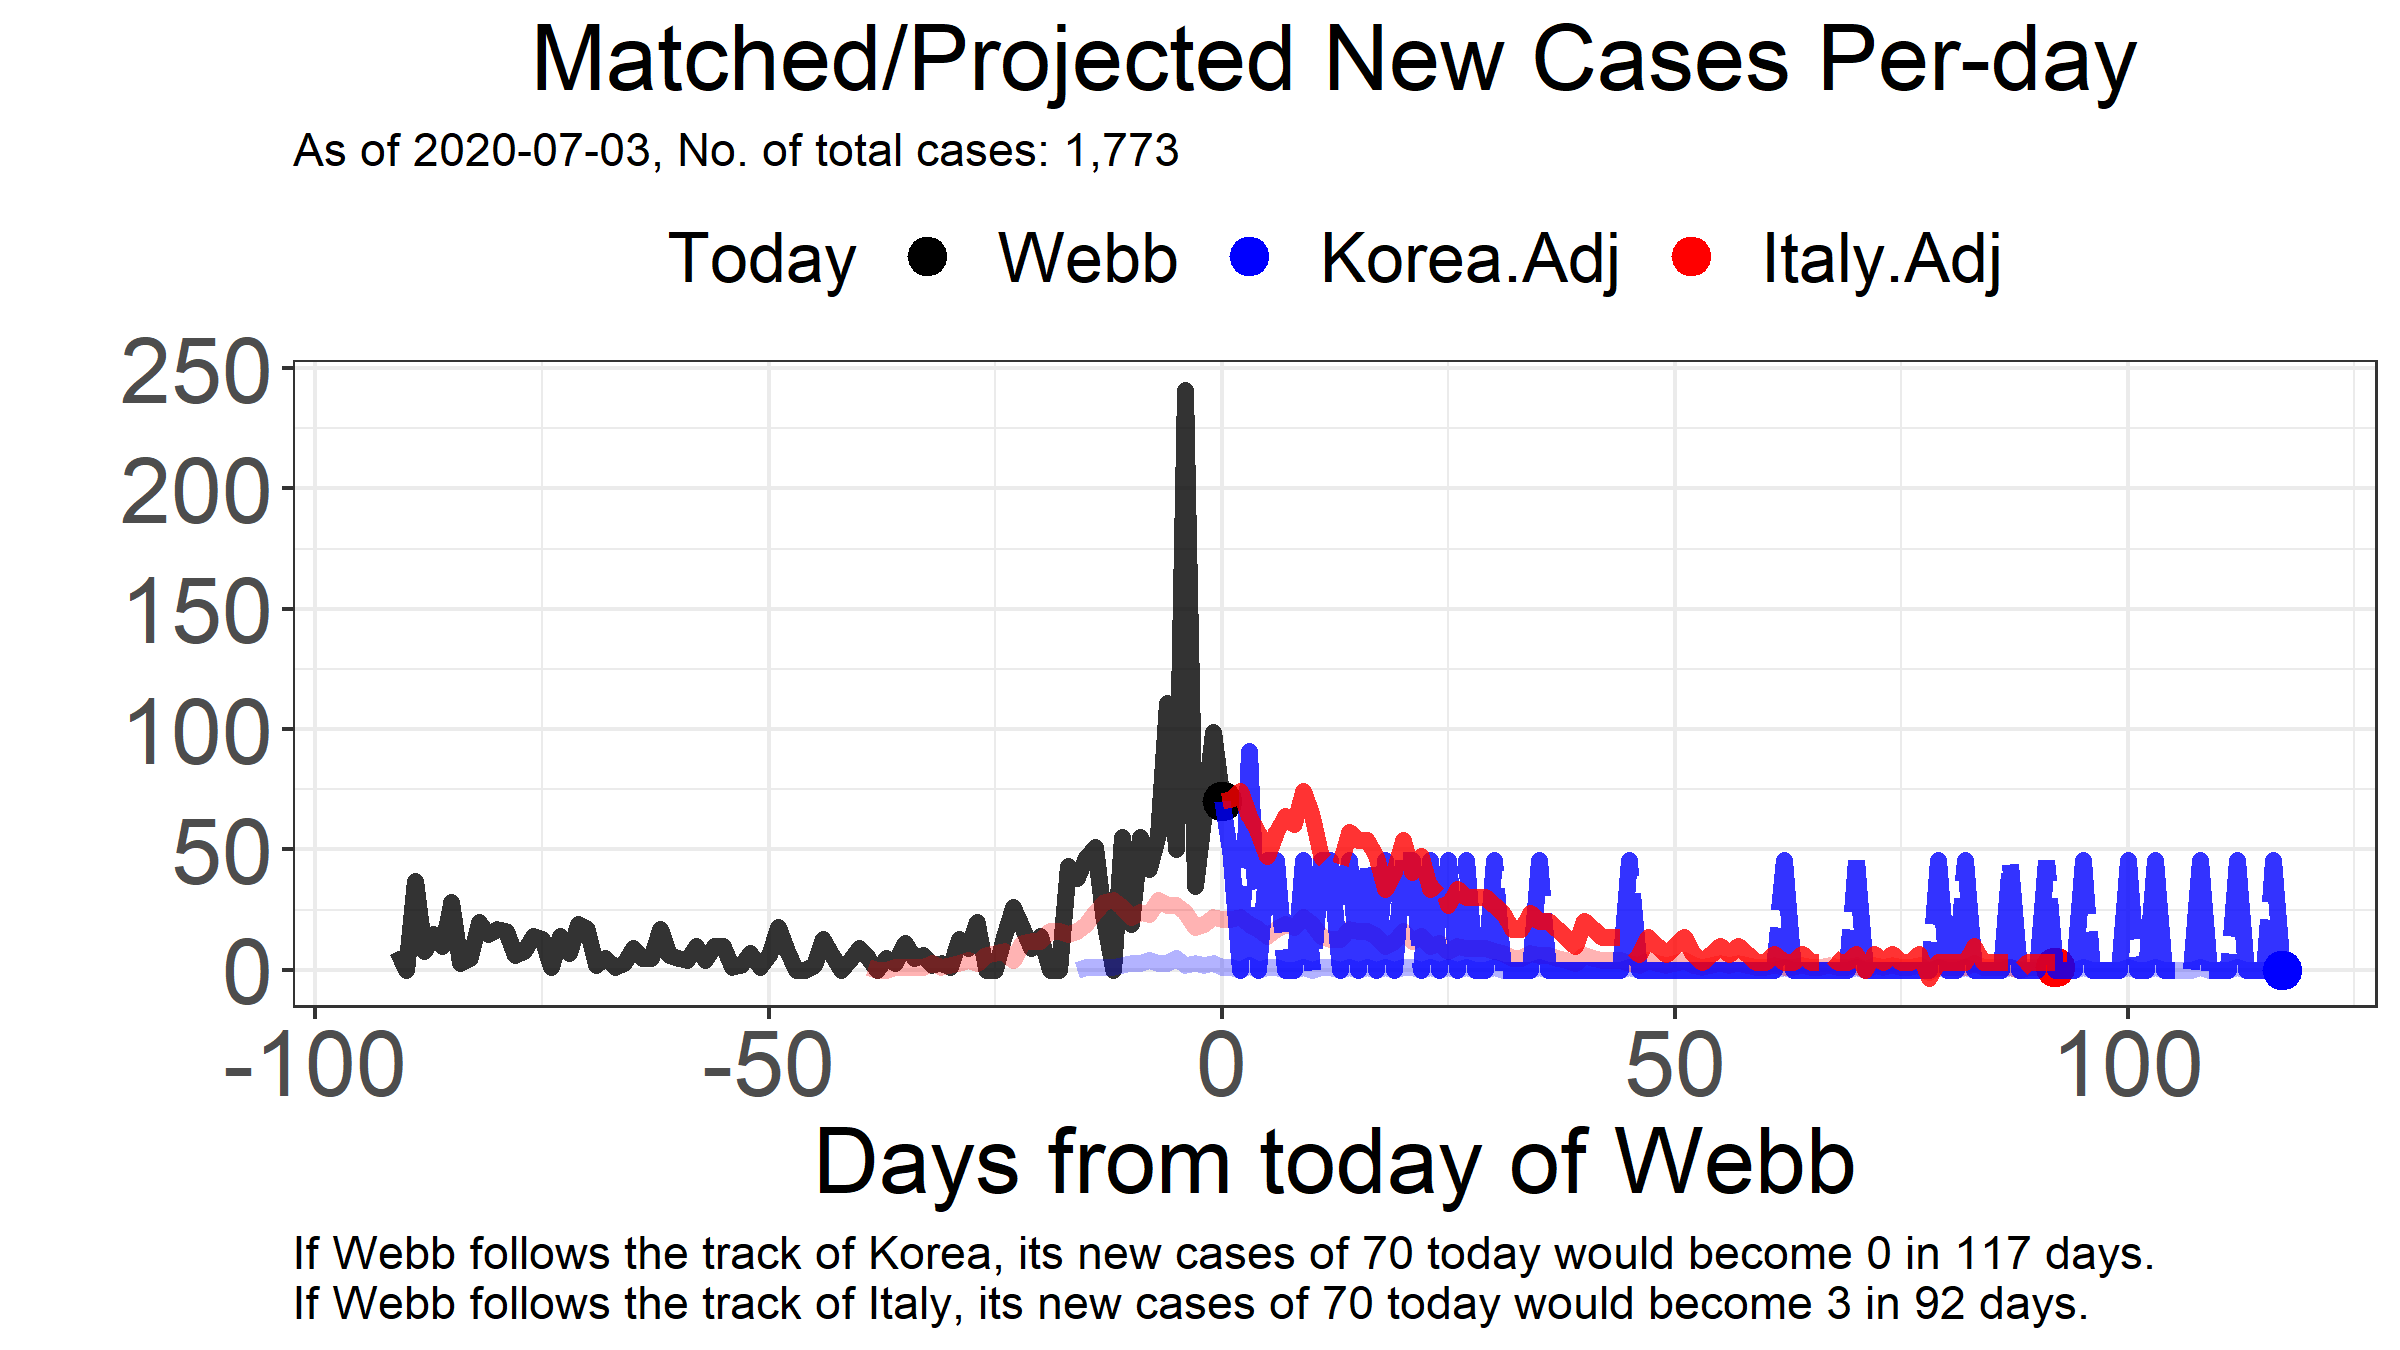 Matched/Projected New Cases Per-day
As of 2020-07-03, No. of total cases: 1,773
Today Webb Korea.Adj Italy.Adj
250
200
150
100
50
0
-100 -50 0 50 100
Days from today of Webb
If Webb follows the track of Korea, its new cases of 70 today would become 0 in 117 days.
If Webb follows the track of Italy, its new cases of 70 today would become 3 in 92 days.